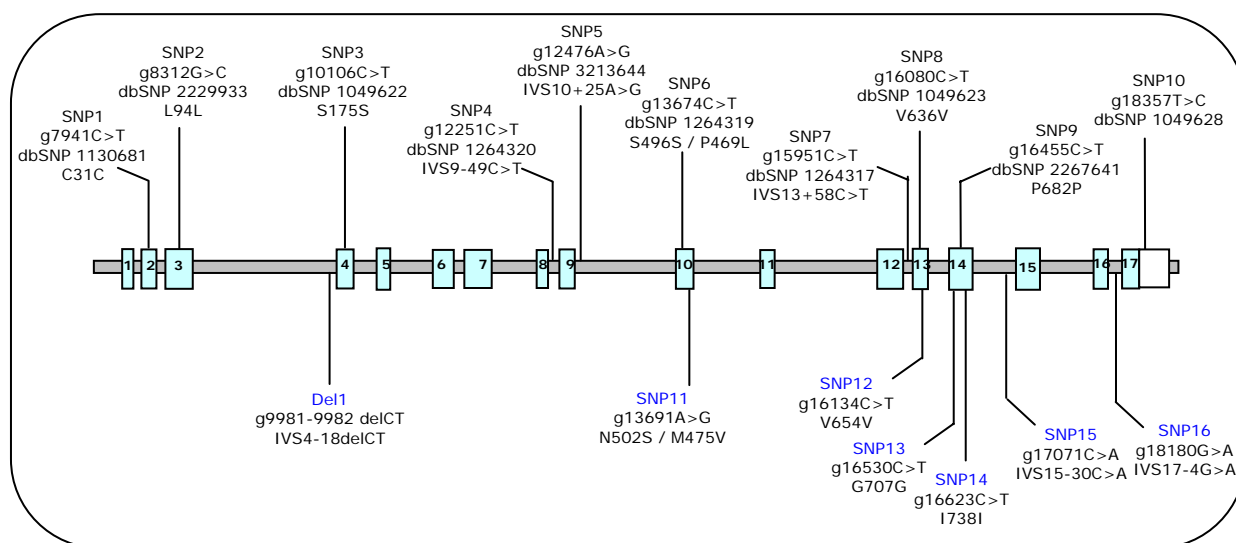 SNP1
g7941C>T
dbSNP 1130681
C31C
SNP2
g8312G>C
dbSNP 2229933
L94L
SNP3
g10106C>T
dbSNP 1049622
S175S
SNP4
g12251C>T
dbSNP 1264320
IVS9-49C>T
SNP5
g12476A>G
dbSNP 3213644
IVS10+25A>G
SNP6
g13674C>T
dbSNP 1264319
S496S / P469L
SNP7
g15951C>T
dbSNP 1264317
IVS13+58C>T
SNP8
g16080C>T
dbSNP 1049623
V636V
SNP9
g16455C>T
dbSNP 2267641
P682P
SNP10
g18357T>C
dbSNP 1049628
1 2 3 4 5 6 7 8 9 10 11 12 13 14 15 16 17
Del1
g9981-9982 delCT
IVS4-18delCT
SNP11
g13691A>G
N502S / M475V
SNP12
g16134C>T
V654V
SNP13
g16530C>T
G707G
SNP14
g16623C>T
I738I
SNP15
g17071C>A
IVS15-30C>A
SNP16
g18180G>A
IVS17-4G>A